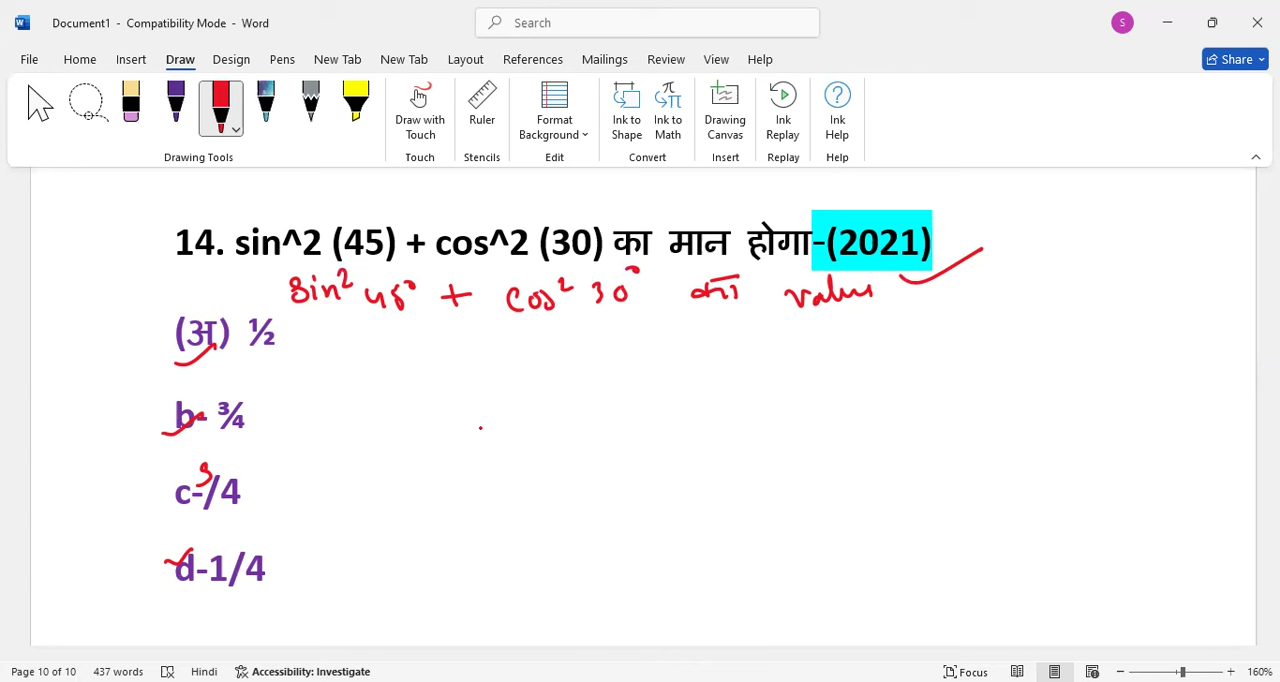 Document1 - Compatibility Mode - Word
Search
S
File Home Insert Draw Design Pens New Tab New Tab Layout References Mailings Review View Help
Share
Draw with Touch
Ruler
Format Background
Ink to Shape
Ink to Math
Drawing Canvas
Ink Replay
Ink Help
Drawing Tools Touch Stencils Edit Convert Insert Replay Help
14. sin^2 (45) + cos^2 (30) का मान होगा-(2021)
sin² 45° + cos² 30° का value
(अ) ½
b- ¾
c-/4
d-1/4
Page 10 of 10 437 words Hindi Accessibility: Investigate Focus 160%